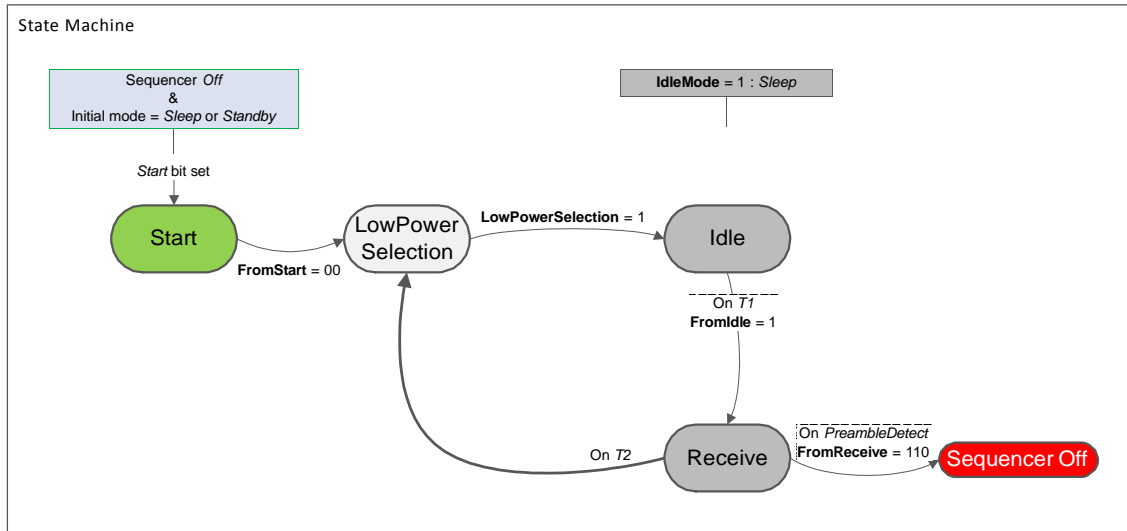 State Machine
Sequencer Off
&
Initial mode = Sleep or Standby
IdleMode = 1 : Sleep
Start bit set
Start
LowPower
Selection
LowPowerSelection = 1
Idle
FromStart = 00
On T1
FromIdle = 1
On T2
Receive
On PreambleDetect
FromReceive = 110
Sequencer Off